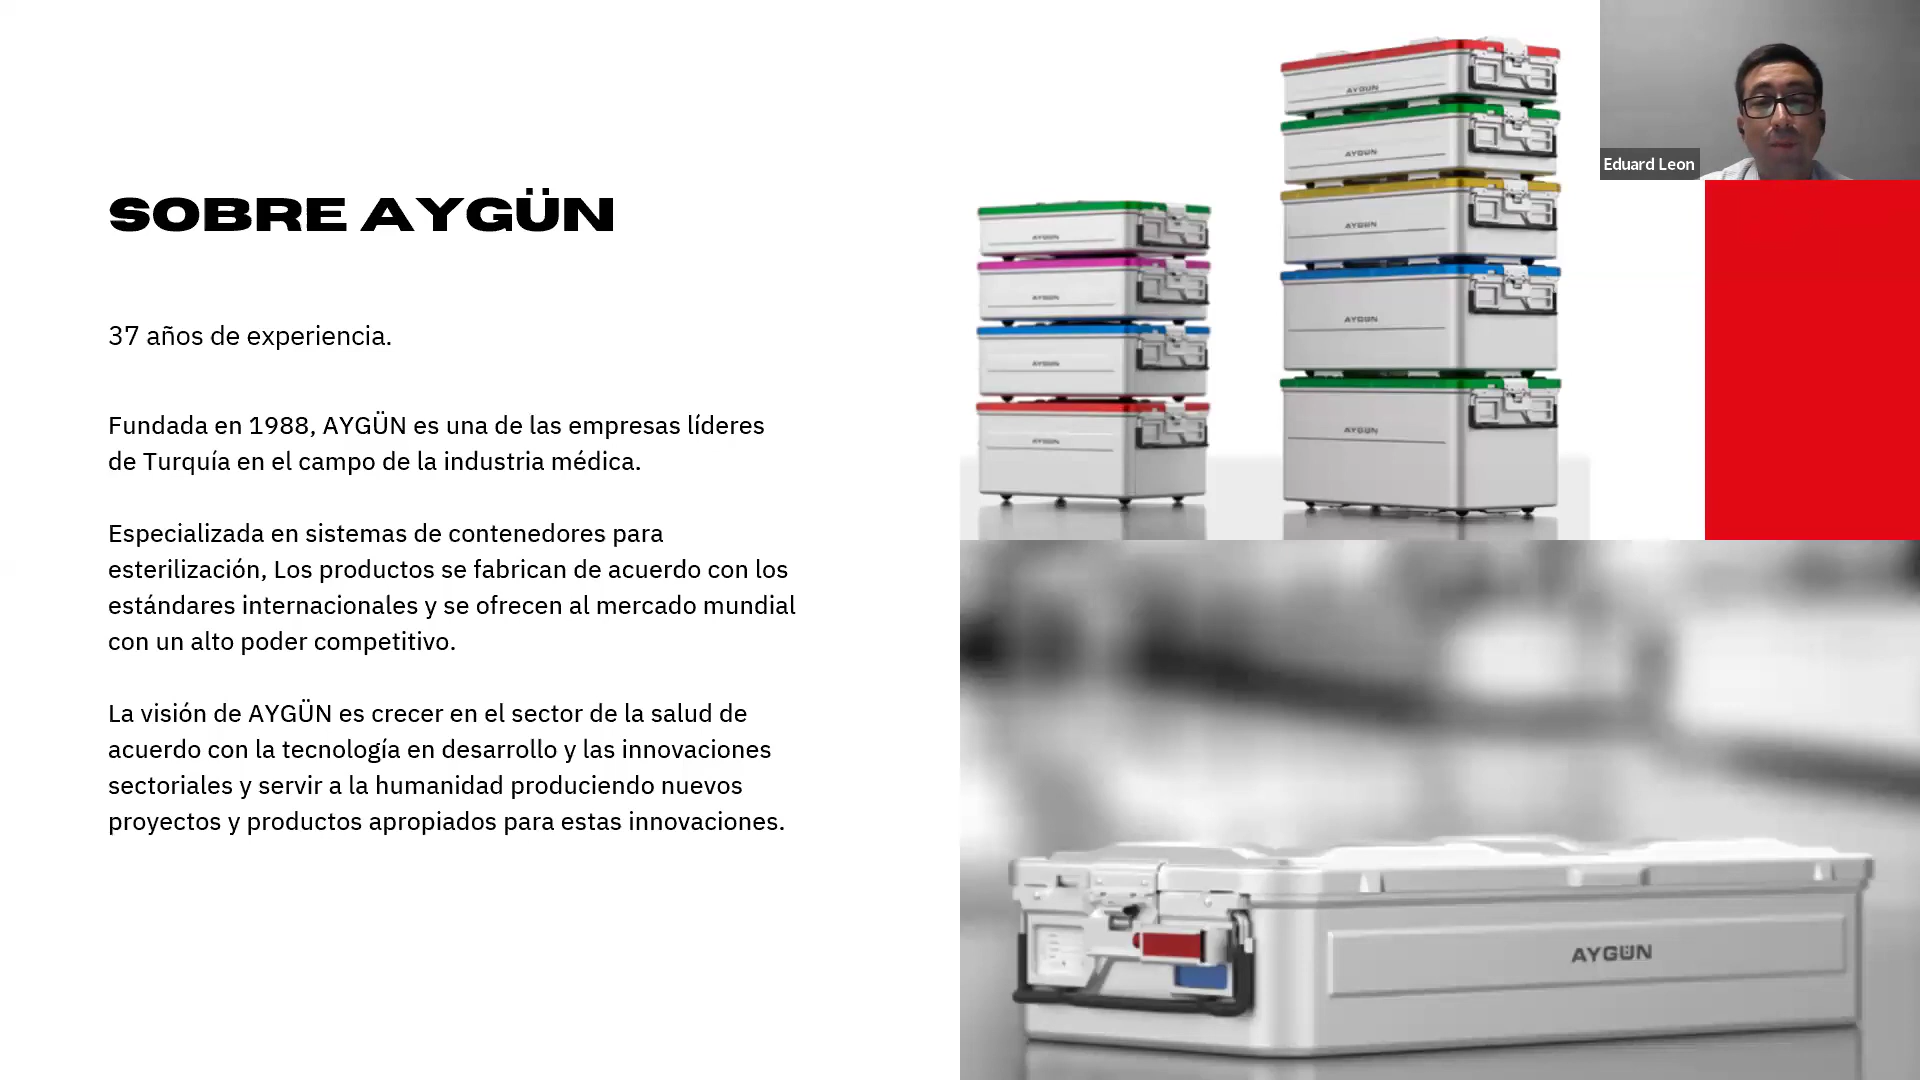 SOBRE AYGÜN
37 años de experiencia.
Fundada en 1988, AYGÜN es una de las empresas líderes
de Turquía en el campo de la industria médica.
Especializada en sistemas de contenedores para
esterilización, Los productos se fabrican de acuerdo con los
estándares internacionales y se ofrecen al mercado mundial
con un alto poder competitivo.
La visión de AYGÜN es crecer en el sector de la salud de
acuerdo con la tecnología en desarrollo y las innovaciones
sectoriales y servir a la humanidad produciendo nuevos
proyectos y productos apropiados para estas innovaciones.
AYGÜN
AYGÜN
AYGÜN
AYGÜN
AYGÜN
AYGÜN
AYGÜN
AYGÜN
AYGÜN
Eduard Leon
AYGÜN